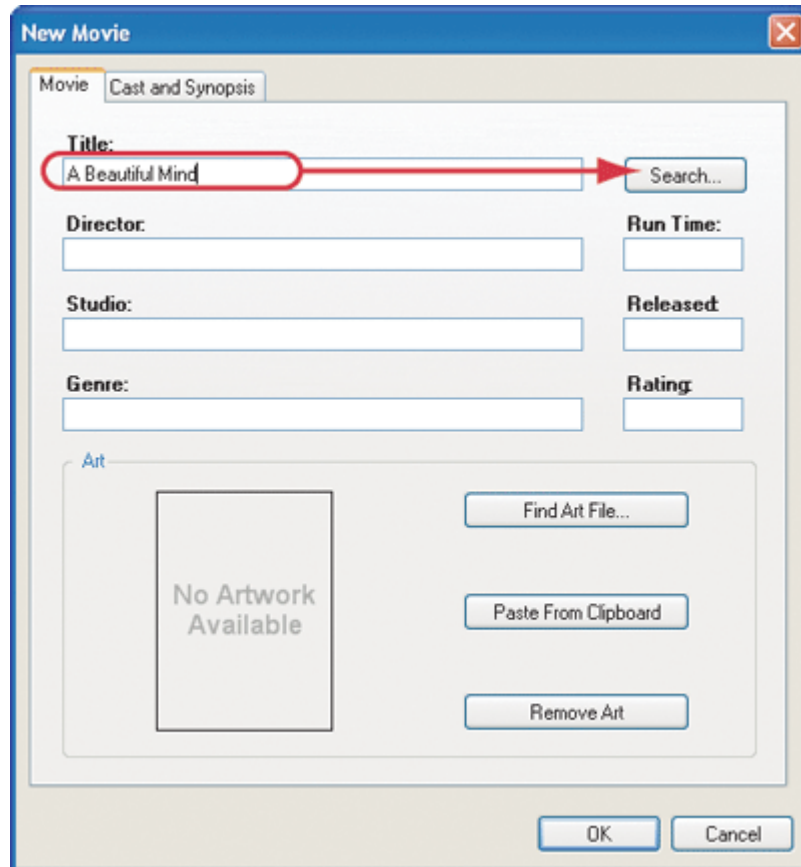 New Movie
Movie Cast and Synopsis
Title:
A Beautiful Mind Search...
Director: Run Time:
Studio: Released:
Genre: Rating:
Art
Find Art File...
No Artwork
Available
Paste From Clipboard
Remove Art
OK Cancel